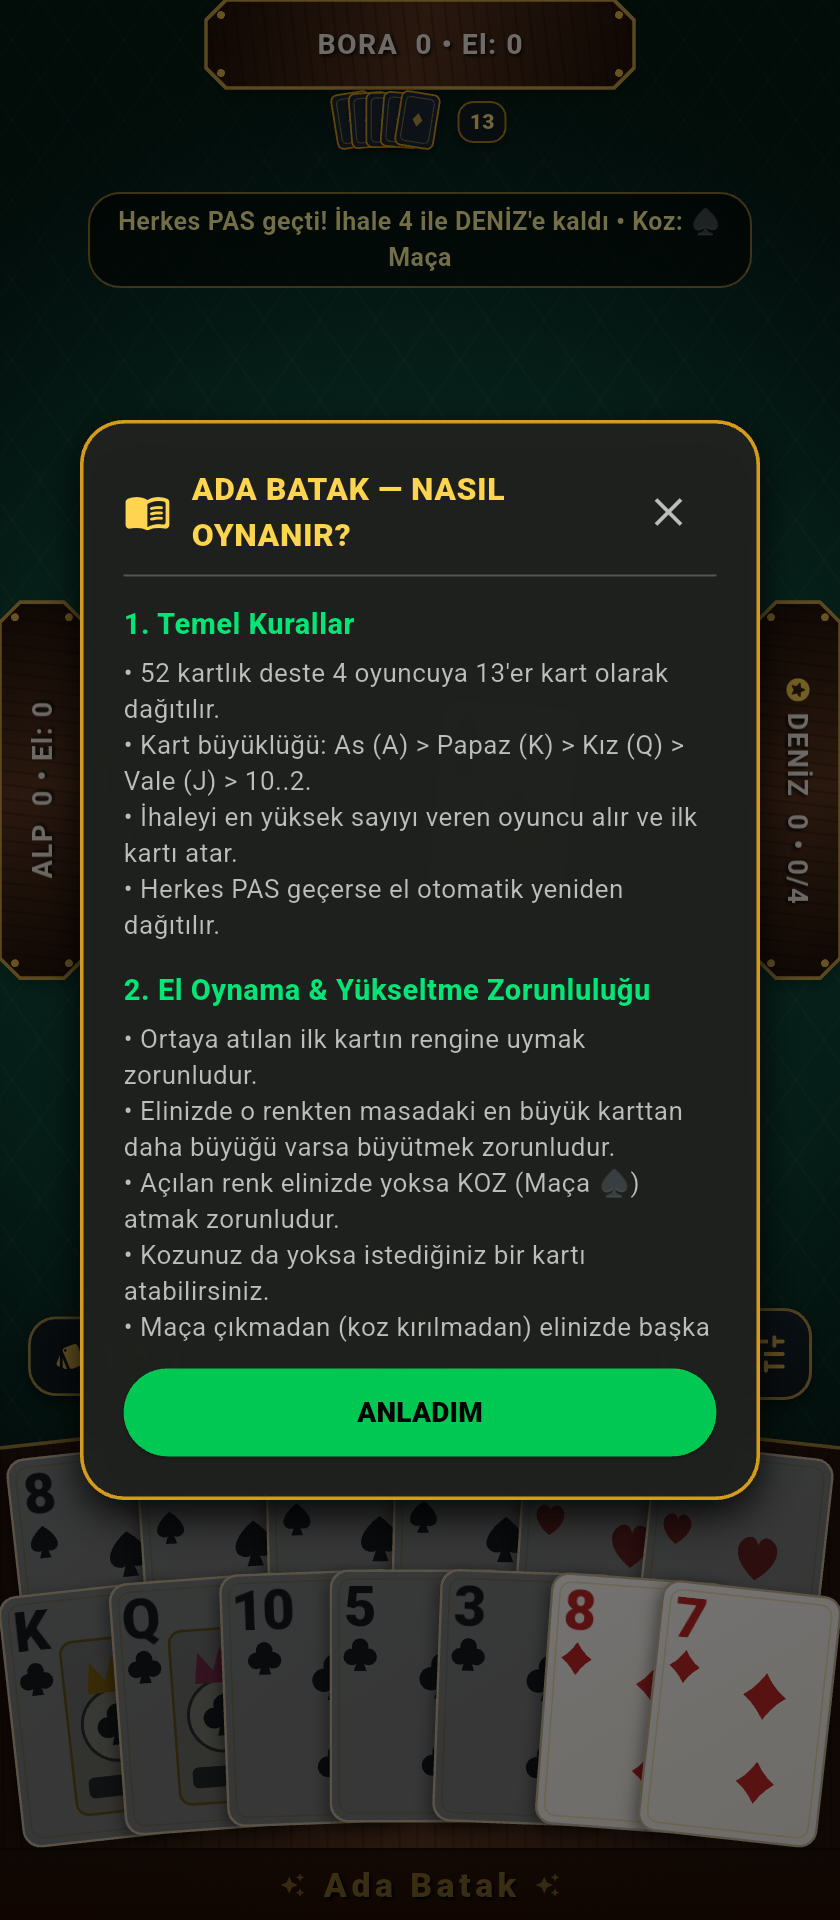 BORA 0 • El: 0
13
Herkes PAS geçti! İhale 4 ile DENİZ'e kaldı • Koz: ♠
Maça
ADA BATAK — NASIL
OYNANIR?
1. Temel Kurallar
• 52 kartlık deste 4 oyuncuya 13'er kart olarak
dağıtılır.
• Kart büyüklüğü: As (A) > Papaz (K) > Kız (Q) >
Vale (J) > 10..2.
• İhaleyi en yüksek sayıyı veren oyuncu alır ve ilk
kartı atar.
• Herkes PAS geçerse el otomatik yeniden
dağıtılır.
ALP 0 • El: 0
DENİZ 0 • 0/4
2. El Oynama & Yükseltme Zorunluluğu
• Ortaya atılan ilk kartın rengine uymak
zorunludur.
• Elinizde o renkten masadaki en büyük karttan
daha büyüğü varsa büyütmek zorunludur.
• Açılan renk elinizde yoksa KOZ (Maça ♠)
atmak zorunludur.
• Kozunuz da yoksa istediğiniz bir kartı
atabilirsiniz.
• Maça çıkmadan (koz kırılmadan) elinizde başka
ANLADIM
8
K
Q
10
5
3
8
7
Ada Batak